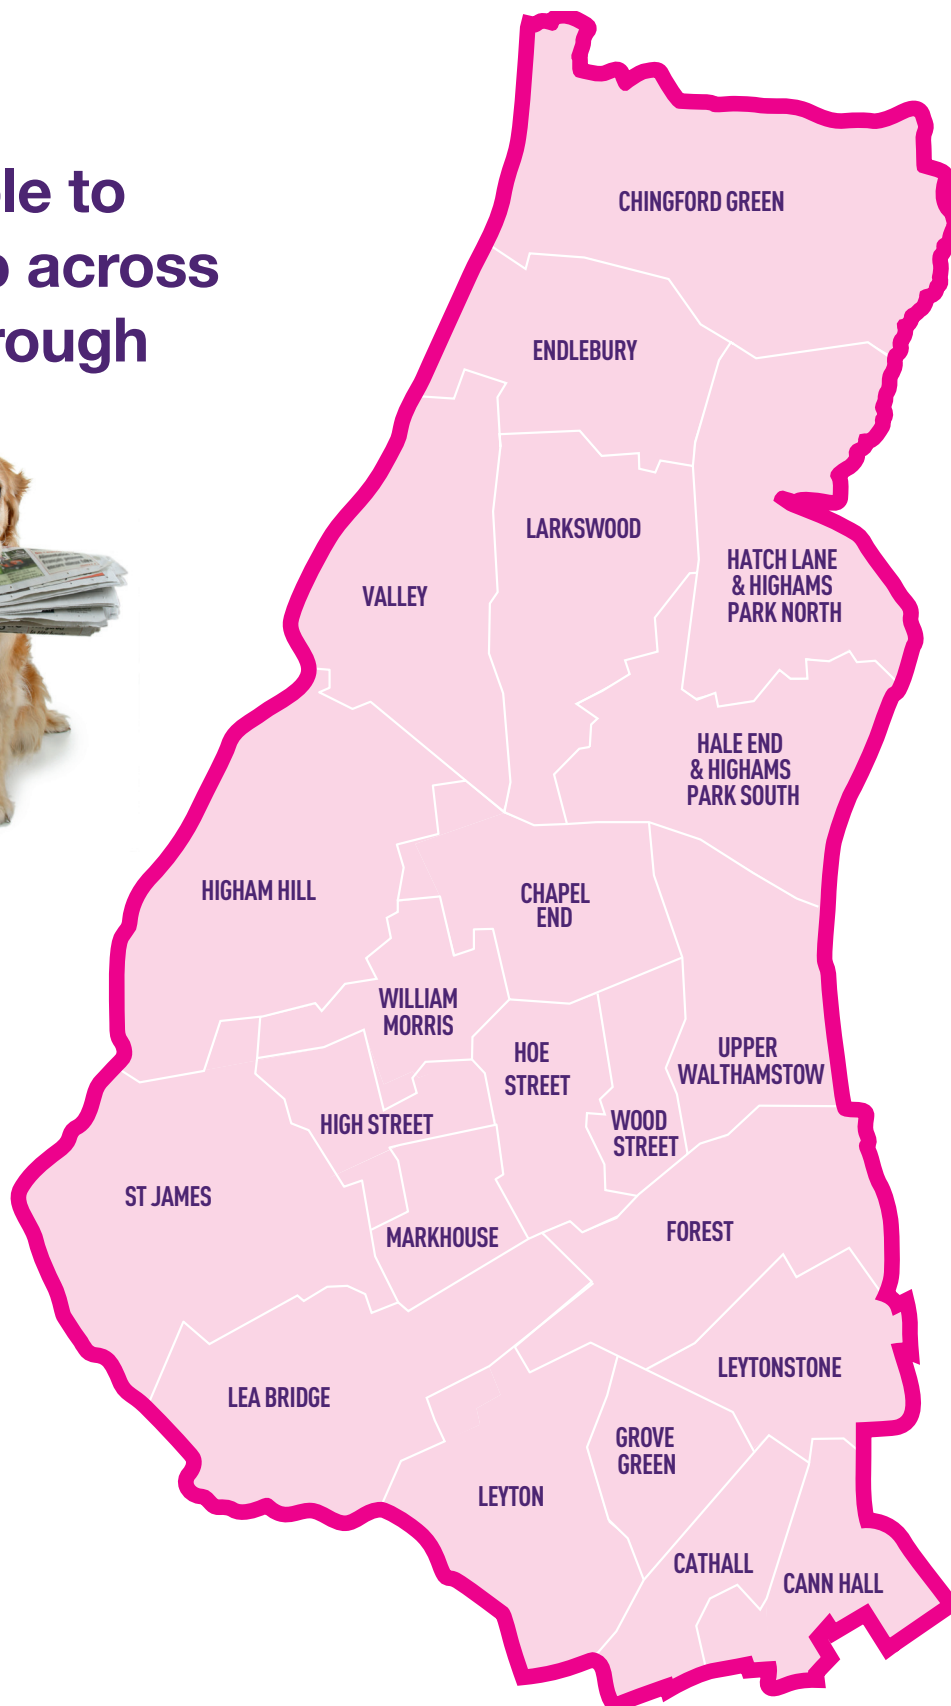 le to
across
rough
CHINGFORD GREEN
ENDLEBURY
LARKSWOOD
VALLEY
HATCH LANE
& HIGHAMS
PARK NORTH
HALE END
& HIGHAMS
PARK SOUTH
HIGHAM HILL
CHAPEL
END
WILLIAM
MORRIS
HOE
STREET
UPPER
WALTHAMSTOW
HIGH STREET
WOOD
STREET
ST JAMES
MARKHOUSE
FOREST
LEYTONSTONE
LEA BRIDGE
GROVE
GREEN
LEYTON
CATHALL
CANN HALL